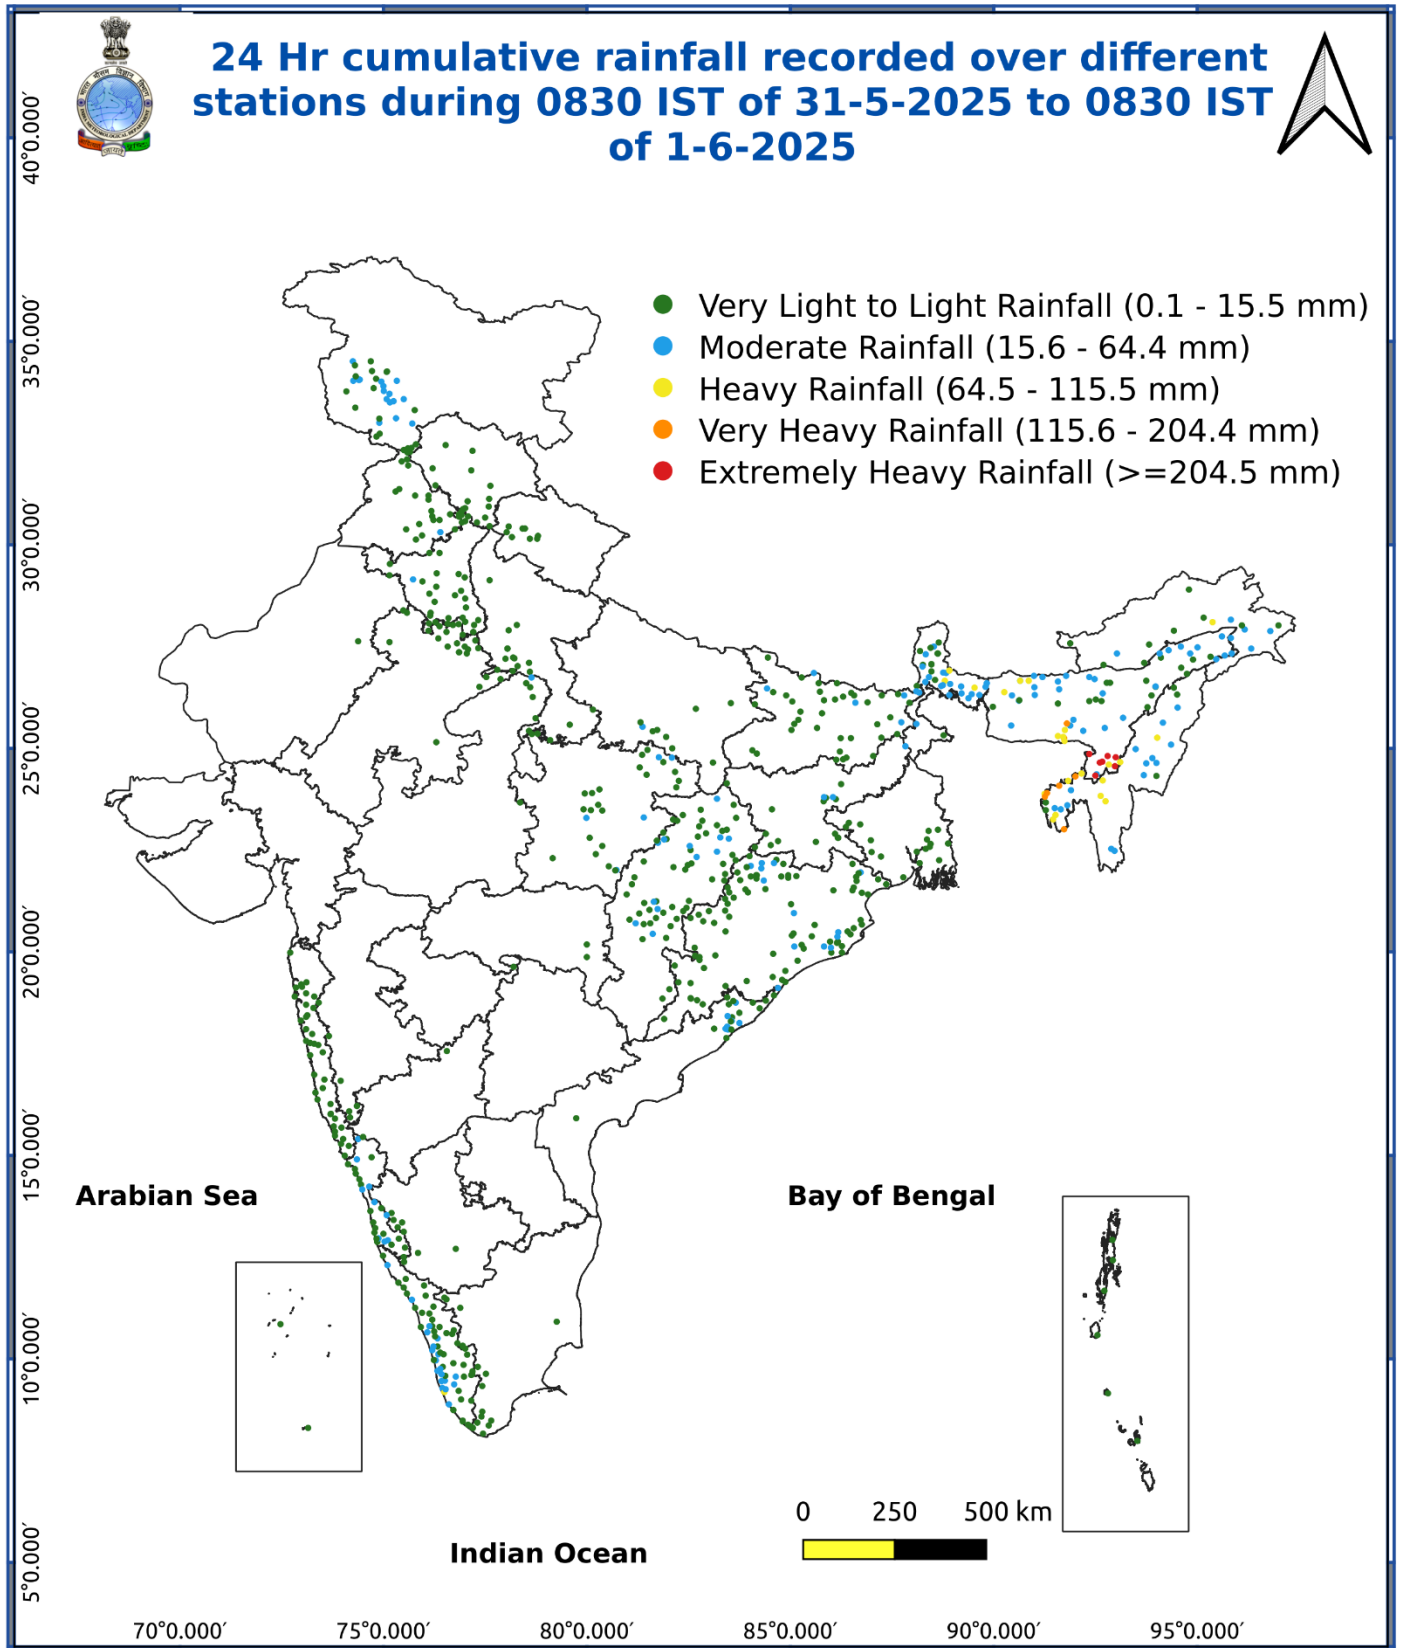 24 Hr cumulative rainfall recorded over different
stations during 0830 IST of 31-5-2025 to 0830 IST
of 1-6-2025
Very Light to Light Rainfall (0.1 - 15.5 mm)
Moderate Rainfall (15.6 - 64.4 mm)
Heavy Rainfall (64.5 - 115.5 mm)
Very Heavy Rainfall (115.6 - 204.4 mm)
Extremely Heavy Rainfall (>=204.5 mm)
40°0.000′
35°0.000′
30°0.000′
25°0.000′
20°0.000′
15°0.000′
10°0.000′
5°0.000′
Arabian Sea
Bay of Bengal
Indian Ocean
0 250 500 km
70°0.000′ 75°0.000′ 80°0.000′ 85°0.000′ 90°0.000′ 95°0.000′